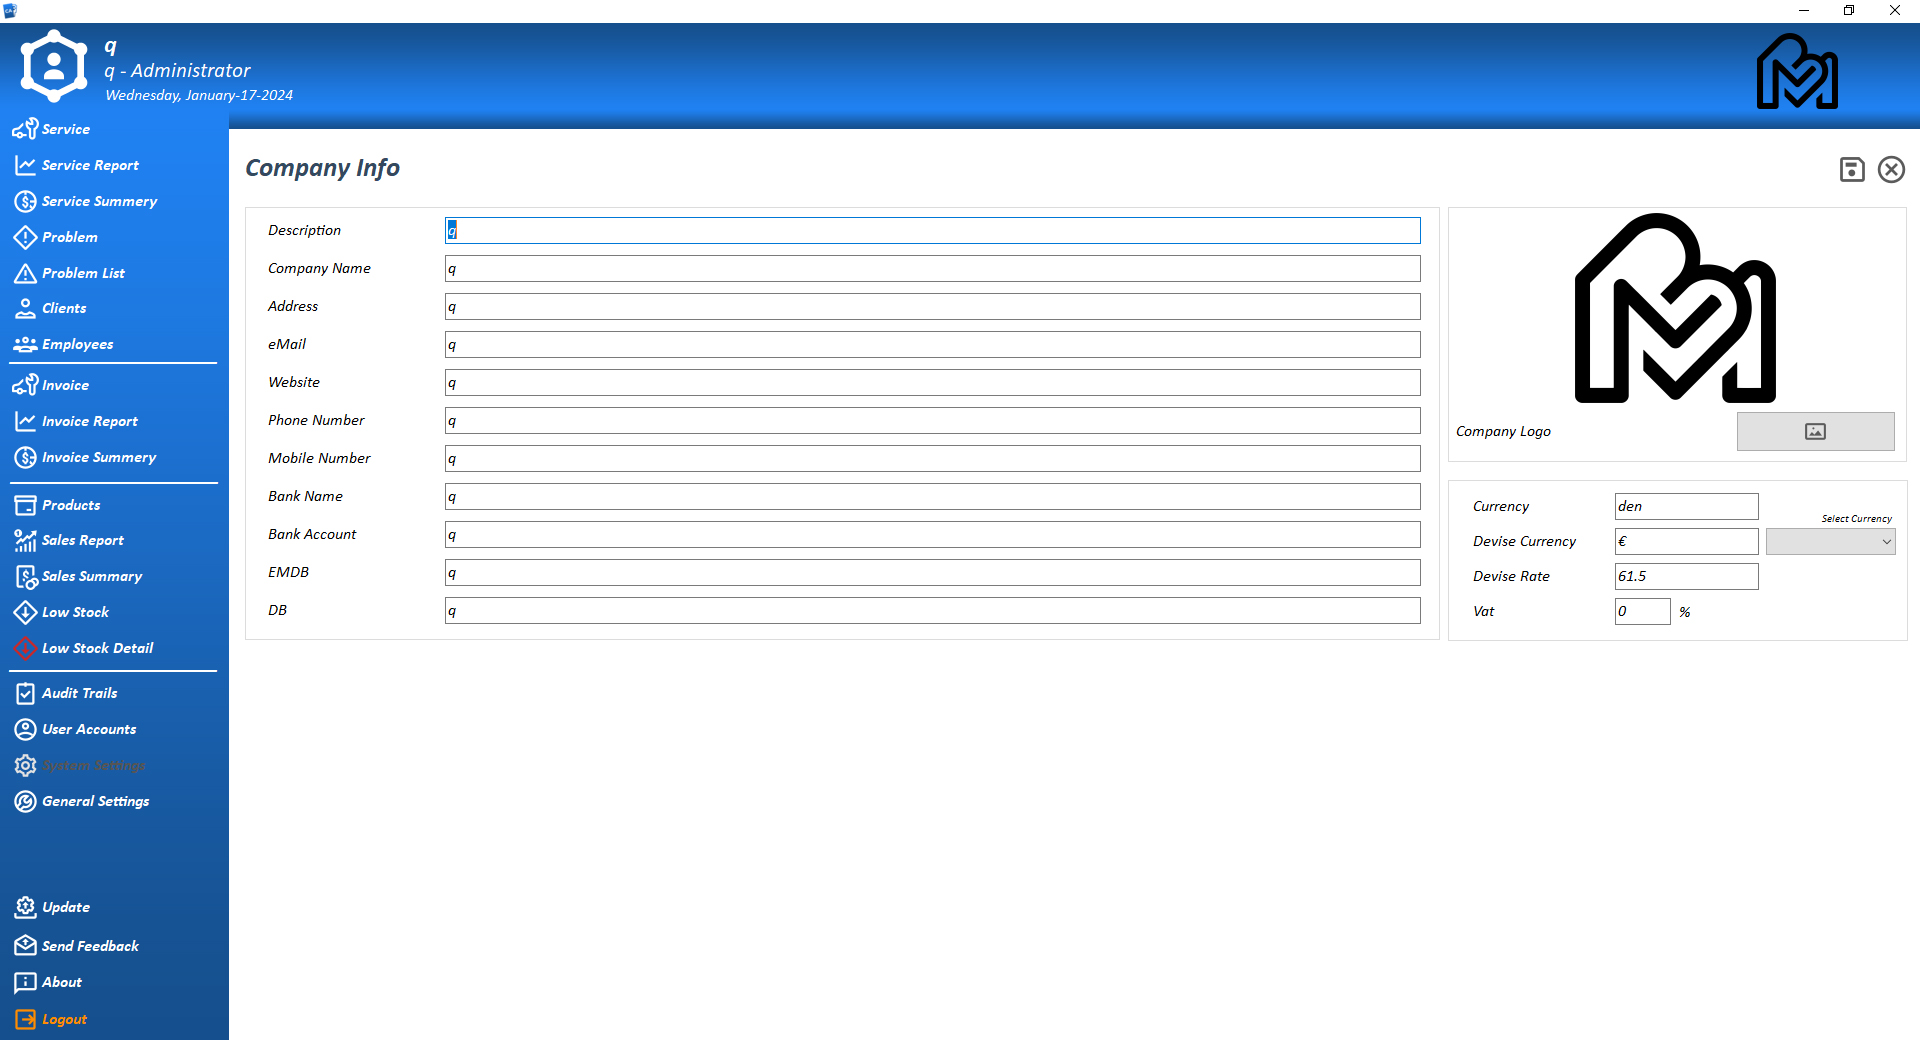 q
q - Administrator
Wednesday, January-17-2024
Service
Service Report
Service Summery
Problem
Problem List
Clients
Employees
Invoice
Invoice Report
Invoice Summery
Products
Sales Report
Sales Summary
Low Stock
Low Stock Detail
Audit Trails
User Accounts
System Settings
General Settings
Update
Send Feedback
About
Logout
Company Info
Description q
Company Name q
Address q
eMail q
Website q
Phone Number q
Mobile Number q
Bank Name q
Bank Account q
EMDB q
DB q
Company Logo
Currency den
Select Currency
Devise Currency €
Devise Rate 61.5
Vat 0 %